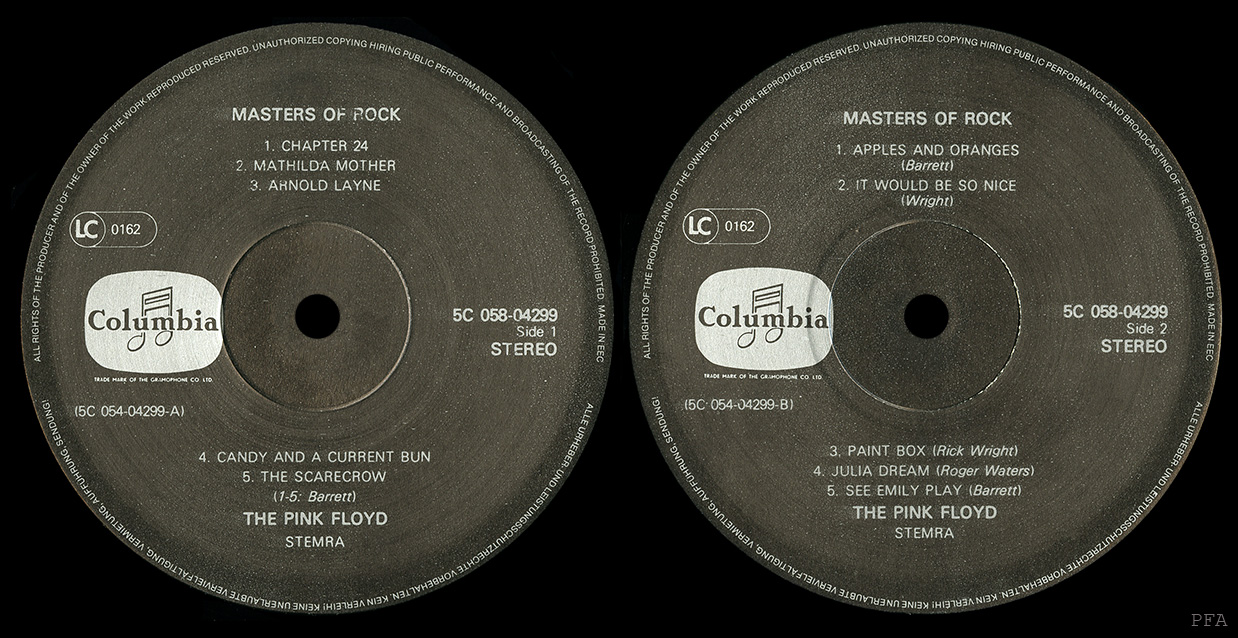 ALL RIGHTS OF THE PRODUCER AND OF THE OWNER OF THE WORK REPRODUCED RESERVED. UNAUTHORIZED COPYING HIRING PUBLIC PERFORMANCE AND BROADCASTING OF THE RECORD PROHIBITED. MADE IN EEC
MASTERS OF ROCK
1. CHAPTER 24
2. MATHILDA MOTHER
3. ARNOLD LAYNE
LC 0162
Columbia
TRADE MARK OF THE GRAMOPHONE CO. LTD.
5C 058-04299
Side 1
STEREO
(5C 054-04299-A)
4. CANDY AND A CURRENT BUN
5. THE SCARECROW
(1-5: Barrett)
THE PINK FLOYD
STEMRA
ALLE URHEBER- UND LEISTUNGSSCHUTZRECHTE VORBEHALTEN. KEIN VERLEIH! KEINE UNERLAUBTE VERVIELFÄLTIGUNG, VERMIETUNG, AUFFÜHRUNG, SENDUNG!
ALL RIGHTS OF THE PRODUCER AND OF THE OWNER OF THE WORK REPRODUCED RESERVED. UNAUTHORIZED COPYING HIRING PUBLIC PERFORMANCE AND BROADCASTING OF THE RECORD PROHIBITED. MADE IN EEC
MASTERS OF ROCK
1. APPLES AND ORANGES
(Barrett)
2. IT WOULD BE SO NICE
(Wright)
LC 0162
Columbia
TRADE MARK OF THE GRAMOPHONE CO. LTD.
5C 058-04299
Side 2
STEREO
(5C 054-04299-B)
3. PAINT BOX (Rick Wright)
4. JULIA DREAM (Roger Waters)
5. SEE EMILY PLAY (Barrett)
THE PINK FLOYD
STEMRA
ALLE URHEBER- UND LEISTUNGSSCHUTZRECHTE VORBEHALTEN. KEIN VERLEIH! KEINE UNERLAUBTE VERVIELFÄLTIGUNG, VERMIETUNG, AUFFÜHRUNG, SENDUNG!
PFA